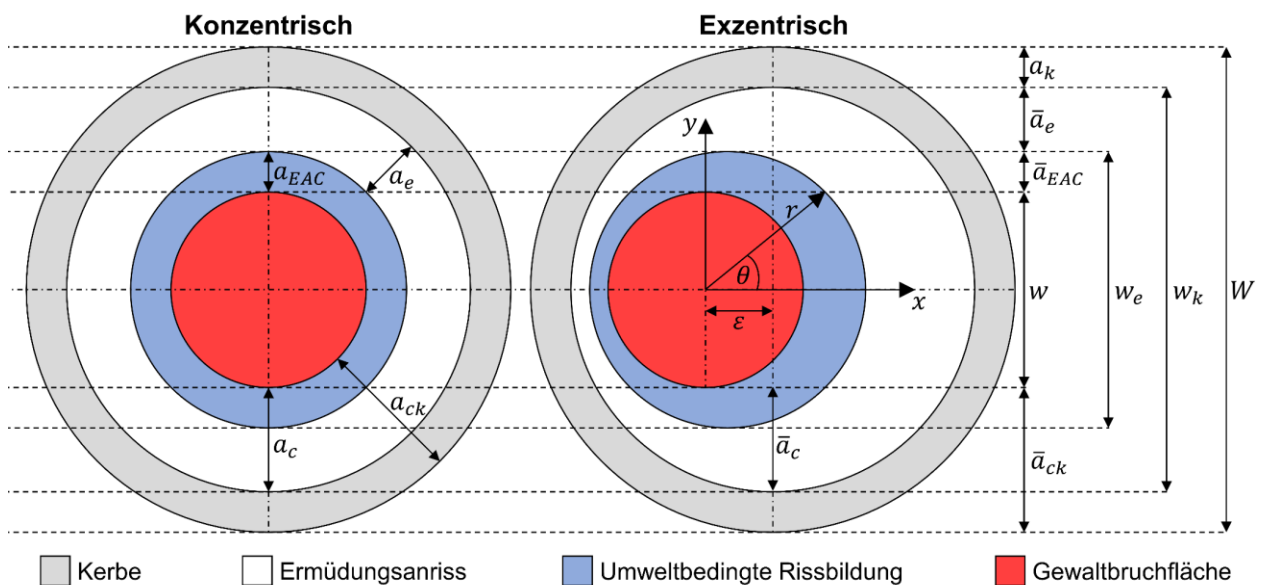 Konzentrisch
Exzentrisch
a_k
ā_e
y
a_EAC
a_e
ā_EAC
r
θ
x
w
w_e
w_k
W
ε
a_ck
a_c
ā_c
ā_ck
Kerbe
Ermüdungsanriss
Umweltbedingte Rissbildung
Gewaltbruchfläche